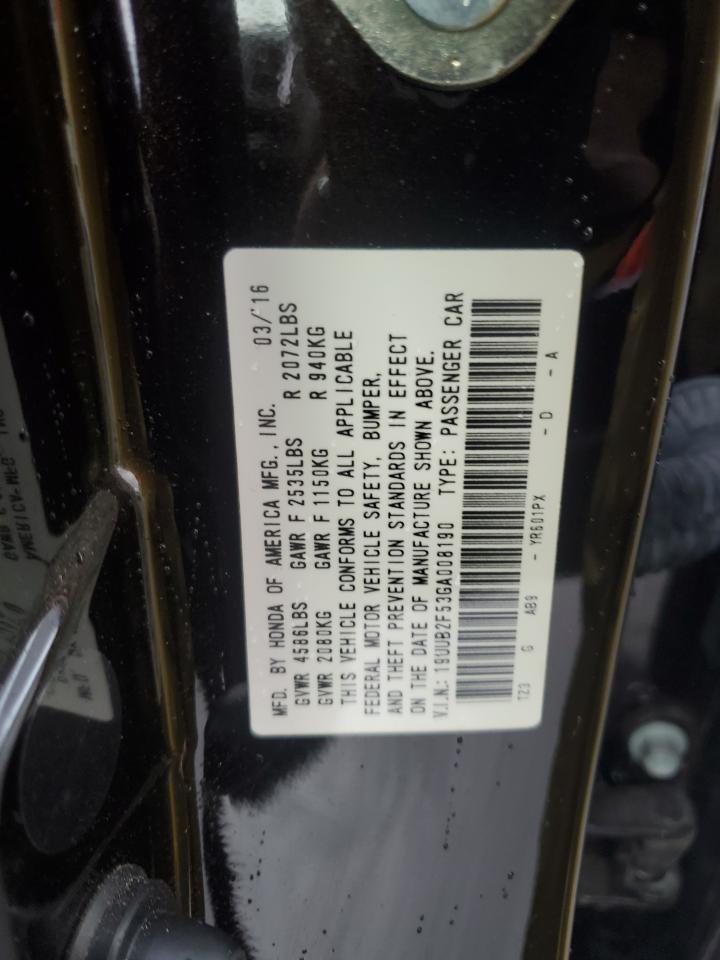 MFD. BY HONDA OF AMERICA MFG., INC. 03/'16
GVWR 4586LBS GAWR F 2535LBS R 2072LBS
GVWR 2080KG GAWR F 1150KG R 940KG
THIS VEHICLE CONFORMS TO ALL APPLICABLE
FEDERAL MOTOR VEHICLE SAFETY, BUMPER,
AND THEFT PREVENTION STANDARDS IN EFFECT
ON THE DATE OF MANUFACTURE SHOWN ABOVE.
V.I.N.: 19UUB2F53GA008190 TYPE: PASSENGER CAR
TZ3 G AB9 - YR601PX - D - A